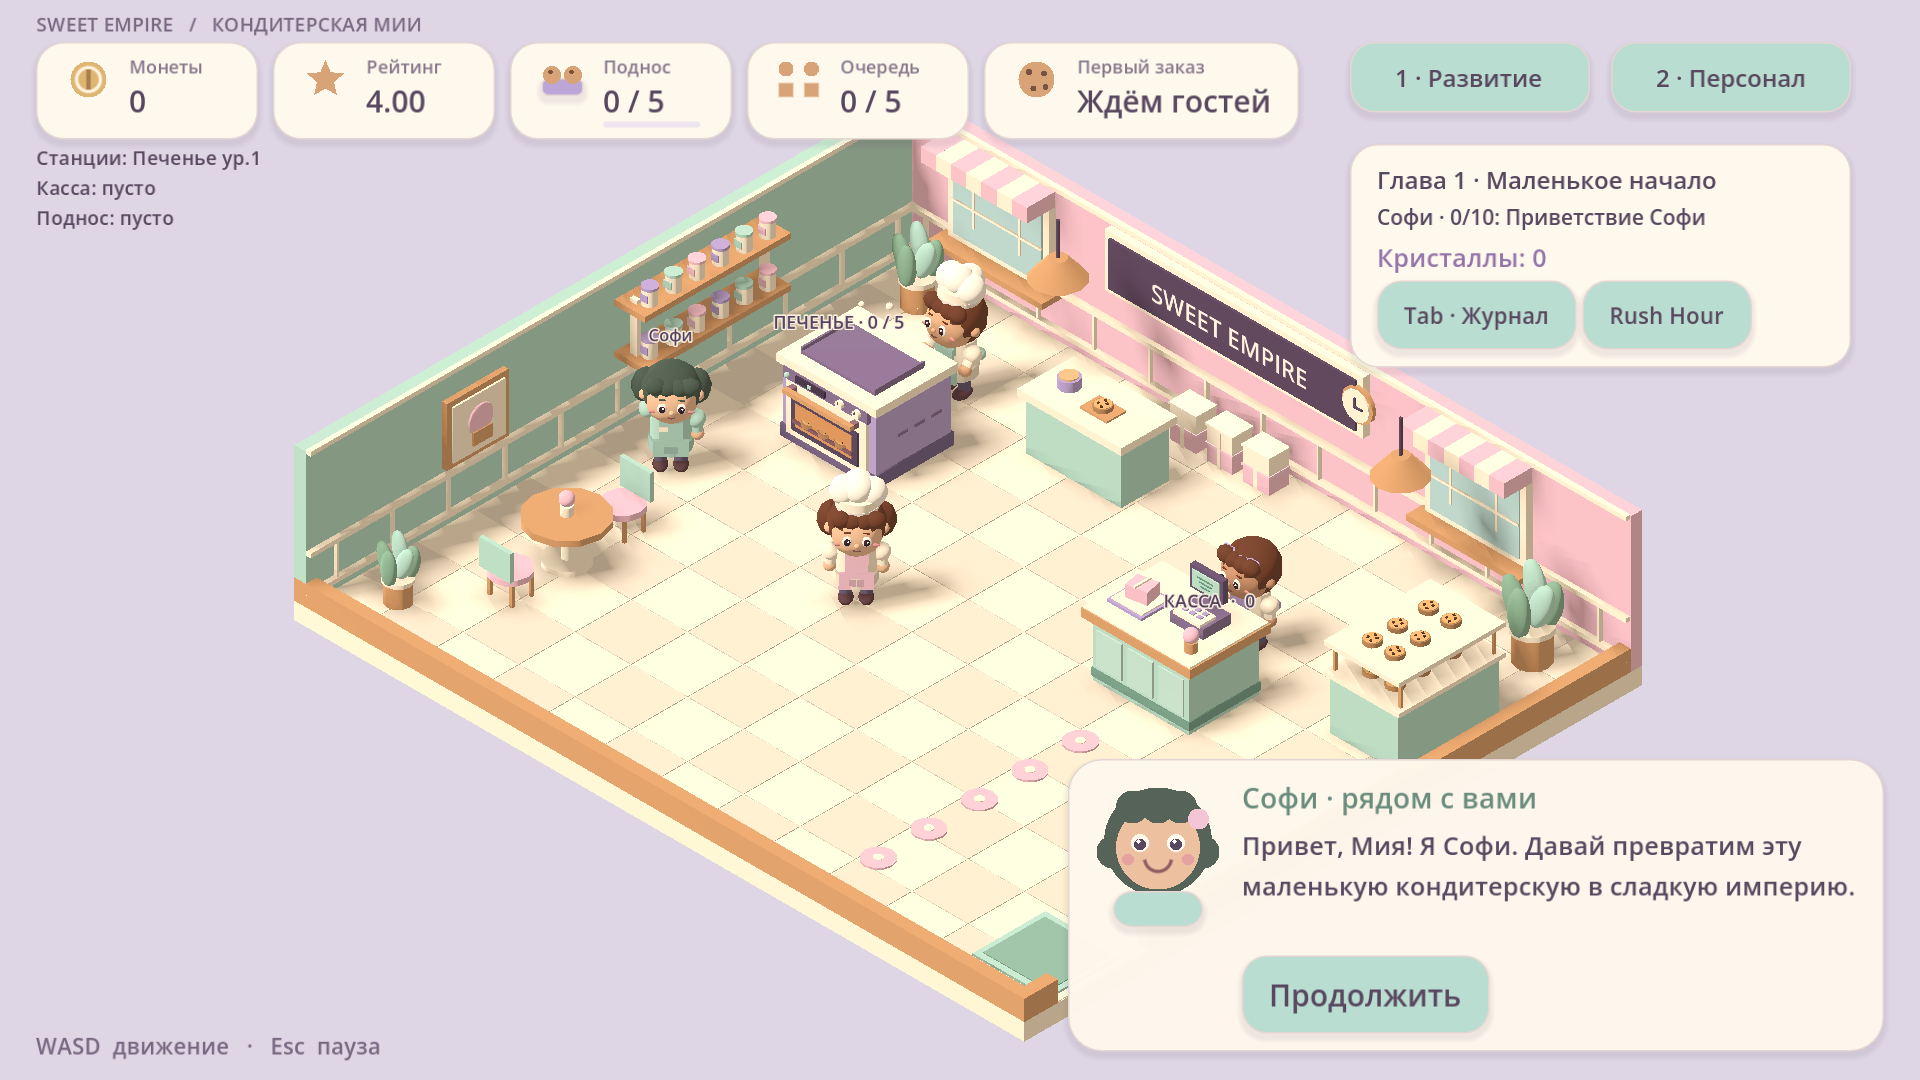 SWEET EMPIRE / КОНДИТЕРСКАЯ МИИ
Монеты
0
Рейтинг
4.00
Поднос
0 / 5
Очередь
0 / 5
Первый заказ
Ждём гостей
1 · Развитие
2 · Персонал
Станции: Печенье ур.1
Касса: пусто
Поднос: пусто
Глава 1 · Маленькое начало
Софи · 0/10: Приветствие Софи
Кристаллы: 0
Tab · Журнал
Rush Hour
SWEET EMPIRE
ПЕЧЕНЬЕ · 0 / 5
Софи
КАССА · 0
Софи · рядом с вами
Привет, Мия! Я Софи. Давай превратим эту
маленькую кондитерскую в сладкую империю.
Продолжить
WASD движение · Esc пауза